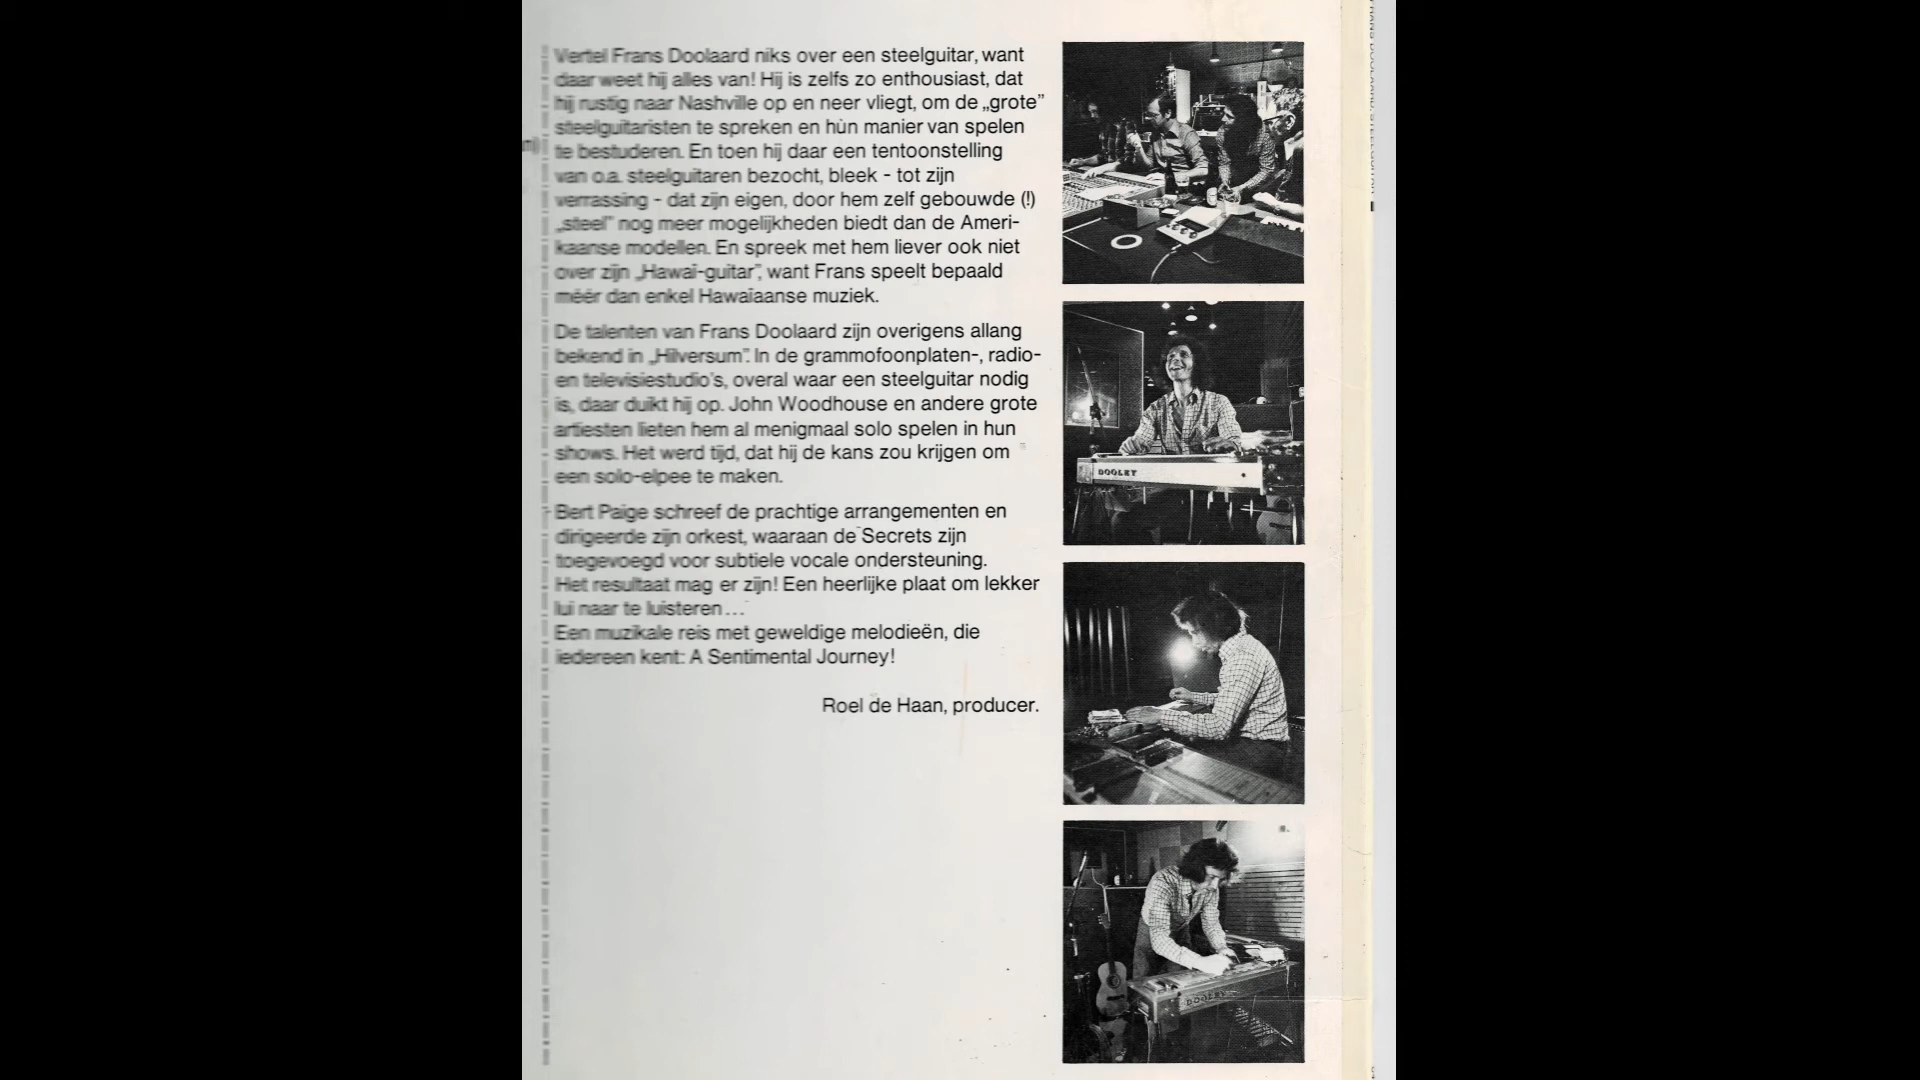 Vertel Frans Doolaard niks over een steelguitar, want
daar weet hij alles van! Hij is zelfs zo enthousiast, dat
hij rustig naar Nashville op en neer vliegt, om de „grote”
steelguitaristen te spreken en hùn manier van spelen
te bestuderen. En toen hij daar een tentoonstelling
van o.a. steelguitaren bezocht, bleek - tot zijn
verrassing - dat zijn eigen, door hem zelf gebouwde (!)
„steel” nog meer mogelijkheden biedt dan de Ameri-
kaanse modellen. En spreek met hem liever ook niet
over zijn „Hawaï-guitar”, want Frans speelt bepaald
méér dan enkel Hawaïaanse muziek.
De talenten van Frans Doolaard zijn overigens allang
bekend in „Hilversum”. In de grammofoonplaten-, radio-
en televisiestudio's, overal waar een steelguitar nodig
is, daar duikt hij op. John Woodhouse en andere grote
artiesten lieten hem al menigmaal solo spelen in hun
shows. Het werd tijd, dat hij de kans zou krijgen om
een solo-elpee te maken.
Bert Paige schreef de prachtige arrangementen en
dirigeerde zijn orkest, waaraan de Secrets zijn
toegevoegd voor subtiele vocale ondersteuning.
Het resultaat mag er zijn! Een heerlijke plaat om lekker
lui naar te luisteren...
Een muzikale reis met geweldige melodieën, die
iedereen kent: A Sentimental Journey!
Roel de Haan, producer.
DOOLEY
DOOLEY